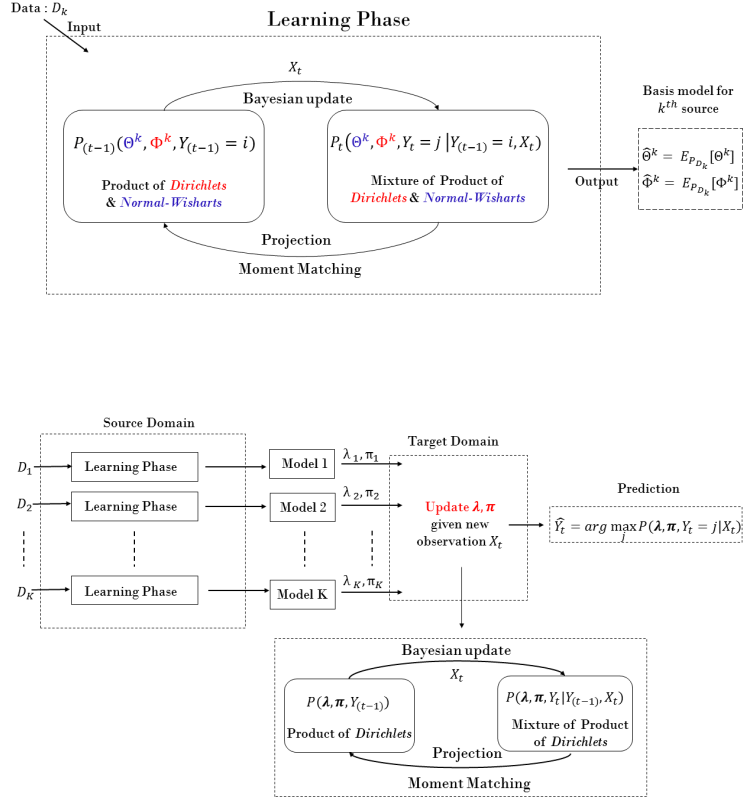 Data : D_k
Input
Learning Phase
X_t
Bayesian update
P_(t−1)(Θ^k, Φ^k, Y_(t−1) = i)
Product of Dirichlets
& Normal-Wisharts
P_t(Θ^k, Φ^k, Y_t = j |Y_(t−1) = i, X_t)
Mixture of Product of
Dirichlets & Normal-Wisharts
Projection
Moment Matching
Output
Basis model for
k^th source
Θ̂^k = E_{P_{D_k}}[Θ^k]
Φ̂^k = E_{P_{D_k}}[Φ^k]
Source Domain
D_1
Learning Phase
Model 1
λ_1, π_1
D_2
Learning Phase
Model 2
λ_2, π_2
D_K
Learning Phase
Model K
λ_K, π_K
Target Domain
Update λ, π
given new
observation X_t
Prediction
Ŷ_t = arg max_j P(λ, π, Y_t = j|X_t)
Bayesian update
X_t
P(λ, π, Y_(t−1))
Product of Dirichlets
P(λ, π, Y_t|Y_(t−1), X_t)
Mixture of Product
of Dirichlets
Projection
Moment Matching